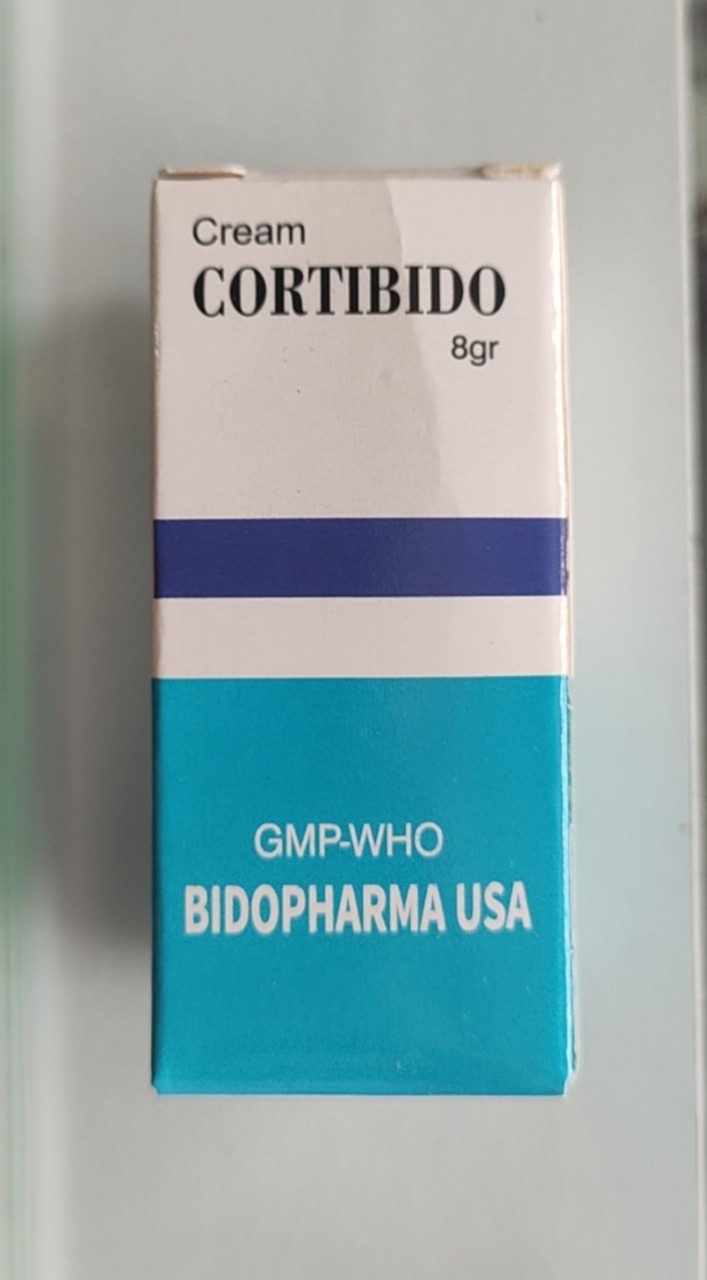 Cream
CORTIBIDO
8gr
GMP-WHO
BIDOPHARMA USA